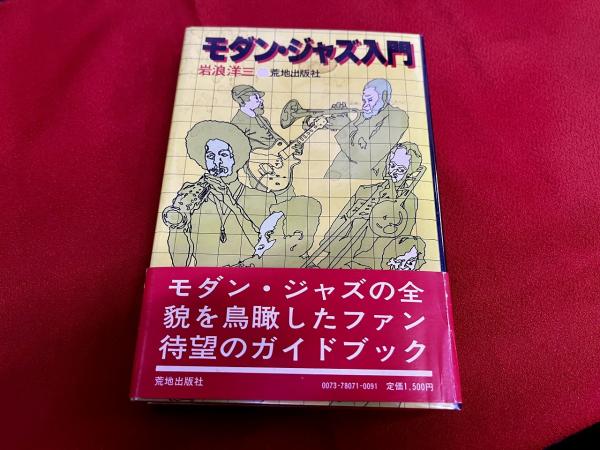 モダン・ジャズ入門
岩浪洋三 ●荒地出版社
モダン・ジャズの全
貌を鳥瞰したファン
待望のガイドブック
荒地出版社 0073-78071-0091 定価1,500円